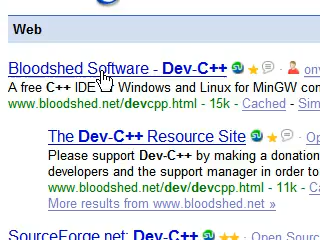 Web
Bloodshed Software - Dev-C++
A free C++ IDE Windows and Linux for MinGW
www.bloodshed.net/devcpp.html - 15k - Cached -
The Dev-C++ Resource Site
Please support Dev-C++ by making a donation
developers and the support manager in order to
www.bloodshed.net/dev/devcpp.html - 11k -
More results from www.bloodshed.net »
SourceForge.net: Dev-C++ Open Source